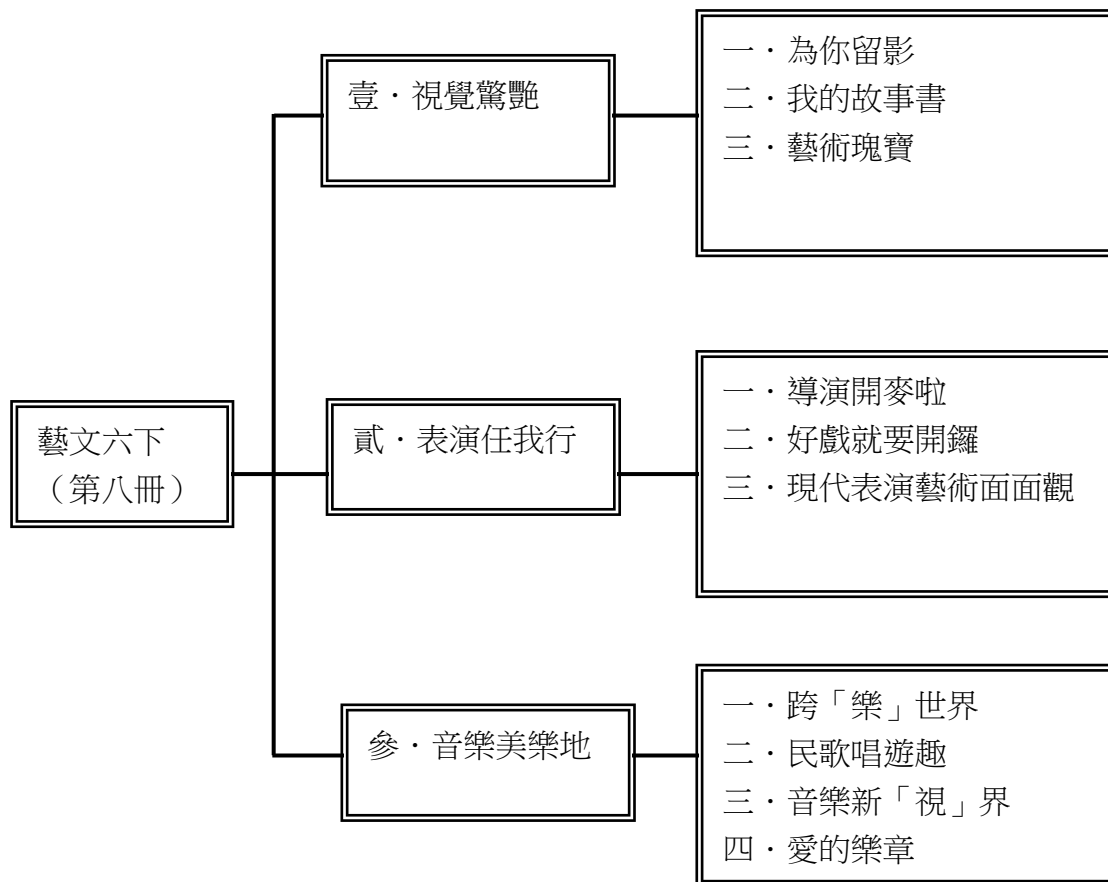 藝文六下
（第八冊）
壹．視覺驚艷
一．為你留影
二．我的故事書
三．藝術瑰寶
貳．表演任我行
一．導演開麥啦
二．好戲就要開鑼
三．現代表演藝術面面觀
參．音樂美樂地
一．跨「樂」世界
二．民歌唱遊趣
三．音樂新「視」界
四．愛的樂章